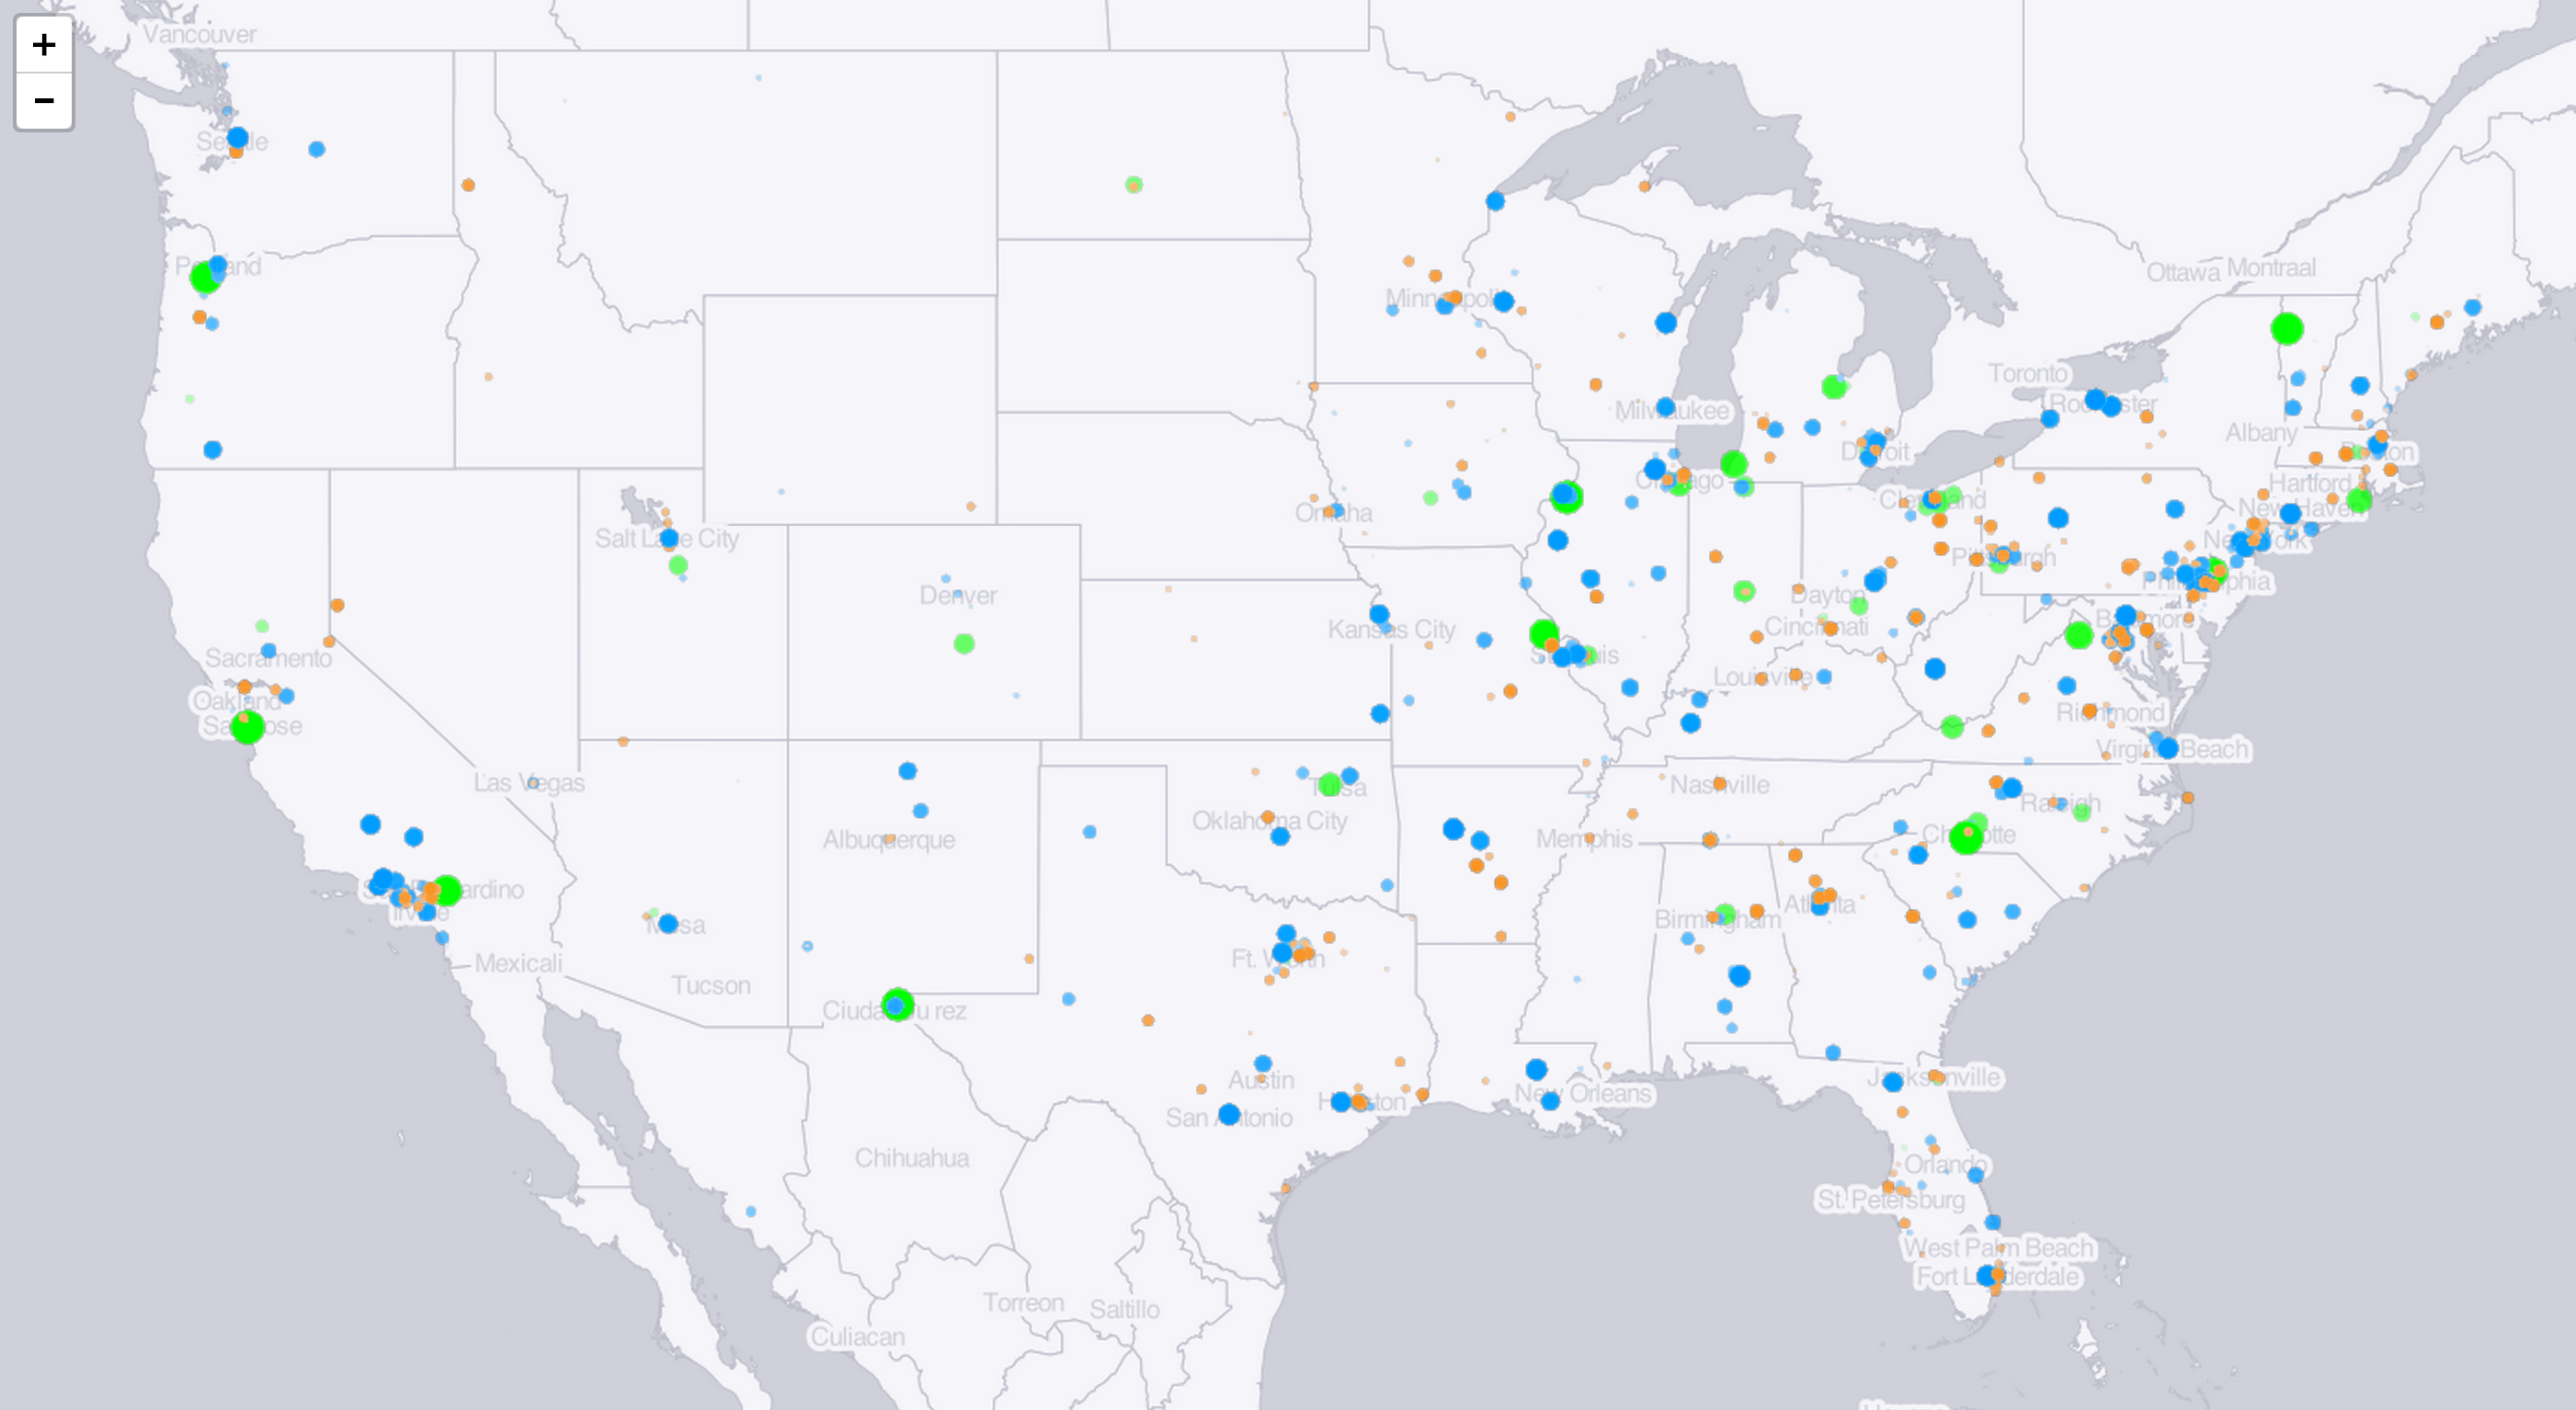 +
−
Vancouver
Seattle
Portland
Ottawa
Montraal
Minneapolis
Toronto
Rochester
Milwaukee
Albany
Boston
Detroit
Chicago
Cleveland
Hartford
New Haven
Omaha
Salt Lake City
New York
Pittsburgh
Philadelphia
Denver
Dayton
Baltimore
Kansas City
Cincinnati
Sacramento
St. Louis
Louisville
Oakland
San Jose
Richmond
Virginia Beach
Las Vegas
Tulsa
Nashville
Raleigh
Oklahoma City
Albuquerque
Memphis
Charlotte
San Bernardino
Irvine
Mesa
Birmingham
Atlanta
Mexicali
Ft. Worth
Tucson
Ciudad Ju rez
Austin
Jacksonville
New Orleans
Houston
San Antonio
Chihuahua
Orlando
St. Petersburg
West Palm Beach
Fort Lauderdale
Torreon
Saltillo
Culiacan